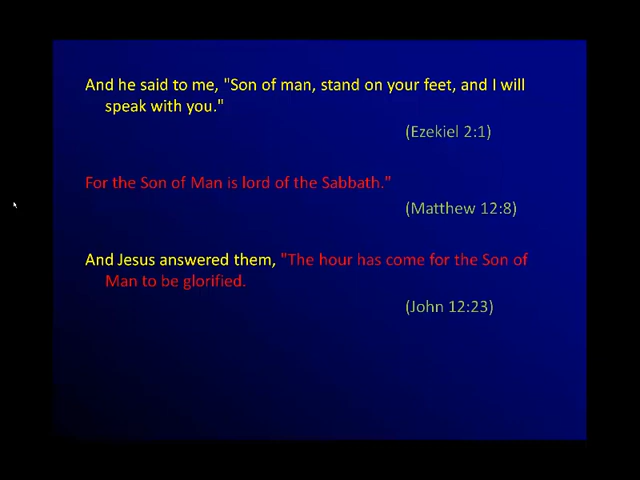 And he said to me, "Son of man, stand on your feet, and I will
speak with you."
(Ezekiel 2:1)
For the Son of Man is lord of the Sabbath."
(Matthew 12:8)
And Jesus answered them, "The hour has come for the Son of
Man to be glorified.
(John 12:23)